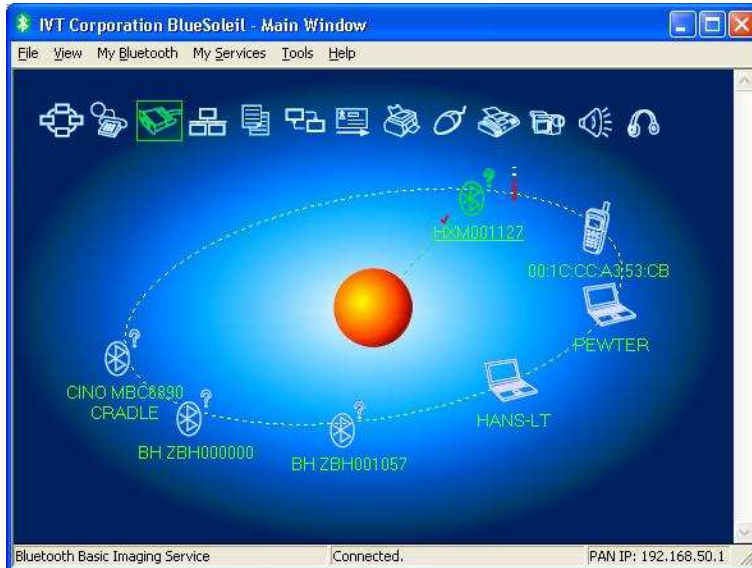 IVT Corporation BlueSoleil - Main Window
File View My Bluetooth My Services Tools Help
HXM001127
00:1C:CC:A3:53:CB
PEWTER
CINO MBC6890
CRADLE
HANS-LT
BH ZBH000000
BH ZBH001057
Bluetooth Basic Imaging Service Connected. PAN IP: 192.168.50.1